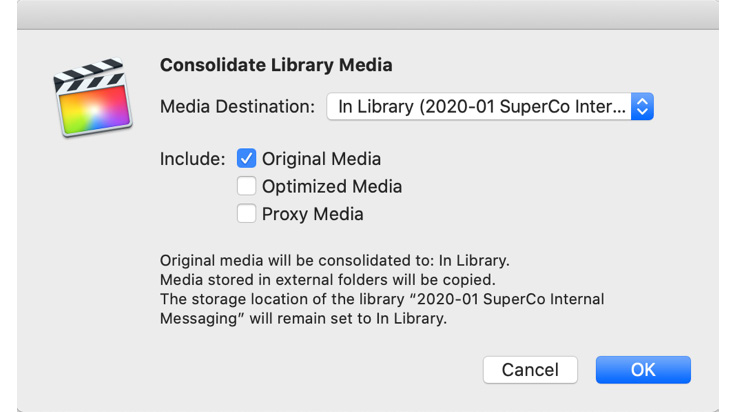 Consolidate Library Media
Media Destination: In Library (2020-01 SuperCo Inter...
Include: Original Media
Optimized Media
Proxy Media
Original media will be consolidated to: In Library.
Media stored in external folders will be copied.
The storage location of the library “2020-01 SuperCo Internal
Messaging” will remain set to In Library.
Cancel OK